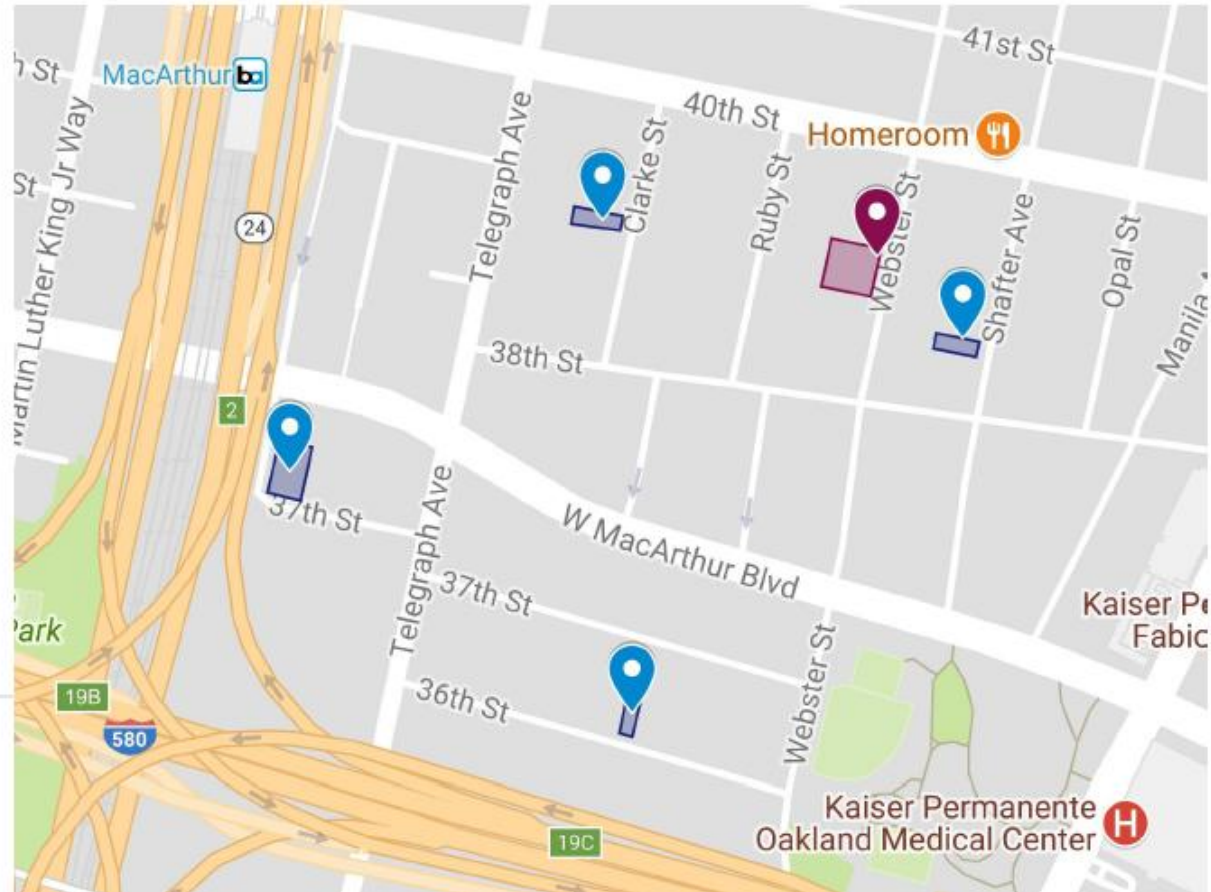 41st St
h St
MacArthur
ba
40th St
Homeroom
Martin Luther King Jr Way
St
24
Telegraph Ave
Clarke St
Ruby St
Webster St
Shafter Ave
Opal St
Manila
38th St
2
37th St
W MacArthur Blvd
Telegraph Ave
37th St
Kaiser Pe
Fabio
Park
36th St
Webster St
19B
580
Kaiser Permanente
Oakland Medical Center
H
19C